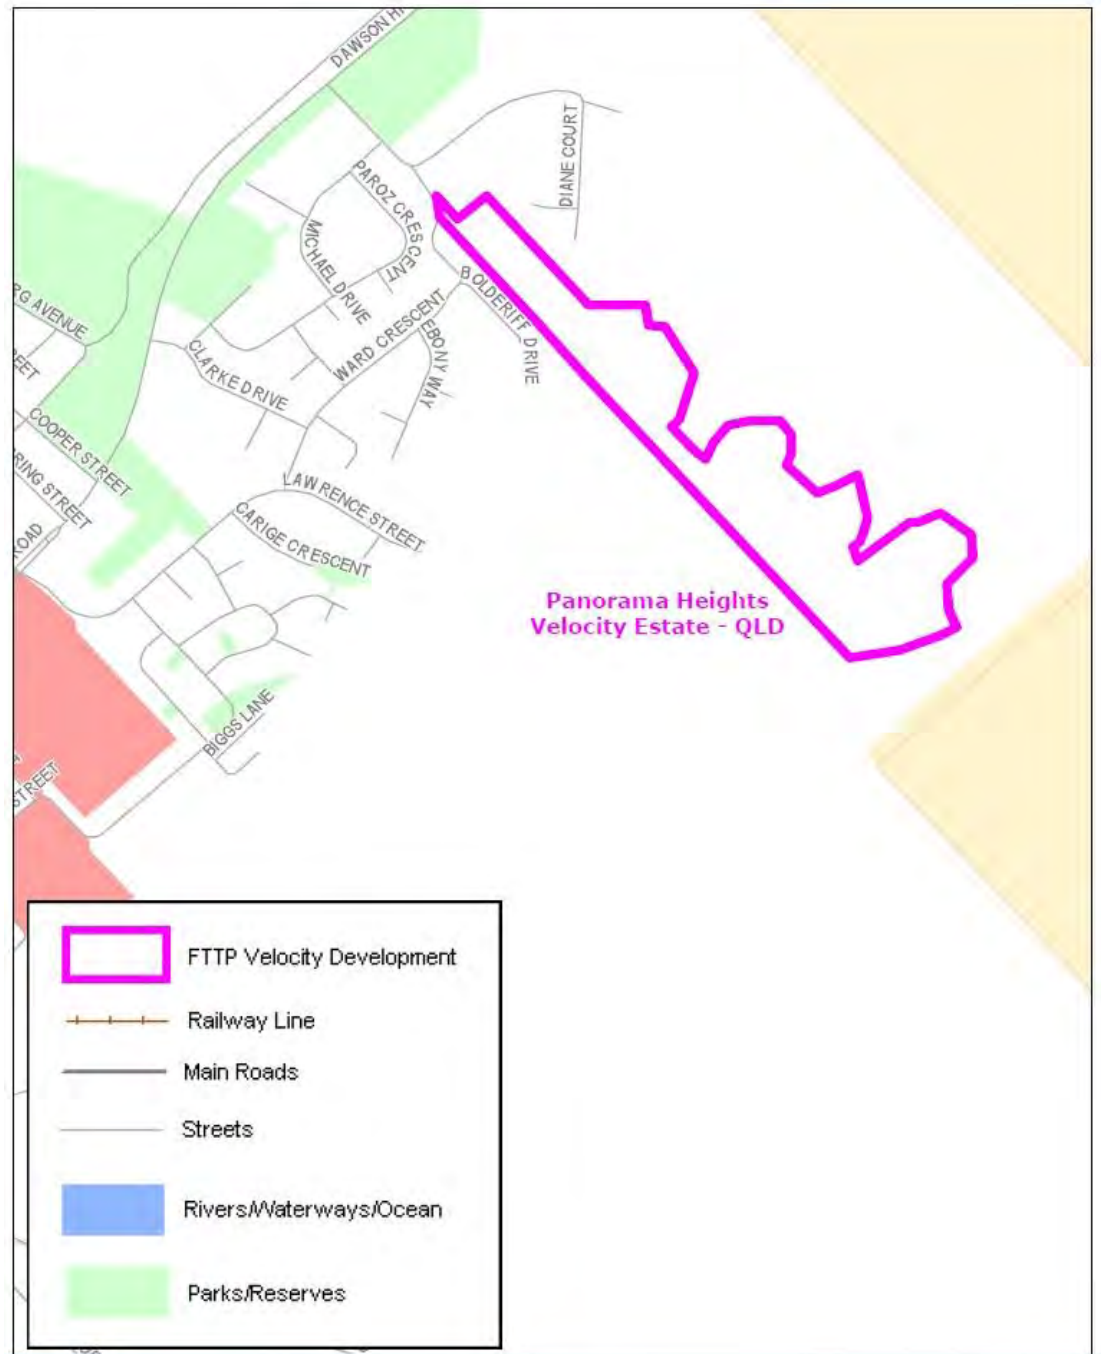 DAWSON H
DIANE COURT
PAROZ CRESCENT
MICHAEL DRIVE
BOLDERIFF DRIVE
RG AVENUE
WARD CRESCENT
EBONY WAY
REET
CLARKE DRIVE
COOPER STREET
RING STREET
LAWRENCE STREET
CARIGE CRESCENT
ROAD
Panorama Heights
Velocity Estate - QLD
BIGGS LANE
STREET
FTTP Velocity Development
Railway Line
Main Roads
Streets
Rivers/Waterways/Ocean
Parks/Reserves